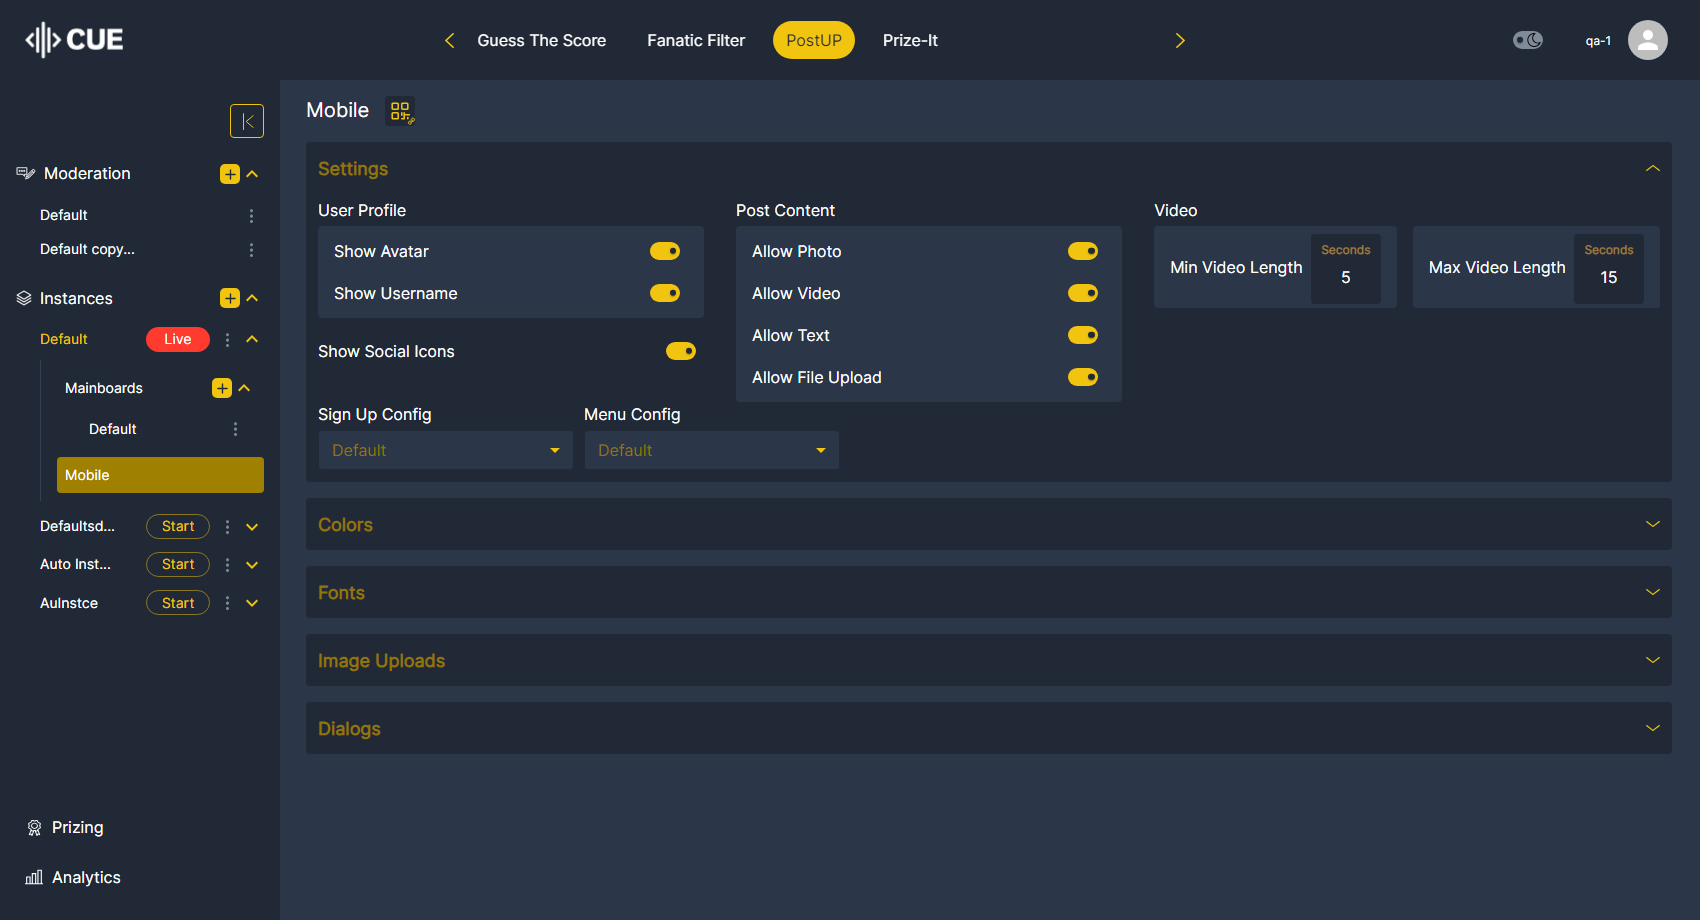 CUE
Guess The Score
Fanatic Filter
PostUP
Prize-It
qa-1
Moderation
Default
Default copy...
Instances
Default
Live
Mainboards
Default
Mobile
Defaultsd...
Start
Auto Inst...
Start
AuInstce
Start
Prizing
Analytics
Mobile
Settings
User Profile
Show Avatar
Show Username
Show Social Icons
Post Content
Allow Photo
Allow Video
Allow Text
Allow File Upload
Video
Min Video Length
Seconds
5
Max Video Length
Seconds
15
Sign Up Config
Default
Menu Config
Default
Colors
Fonts
Image Uploads
Dialogs